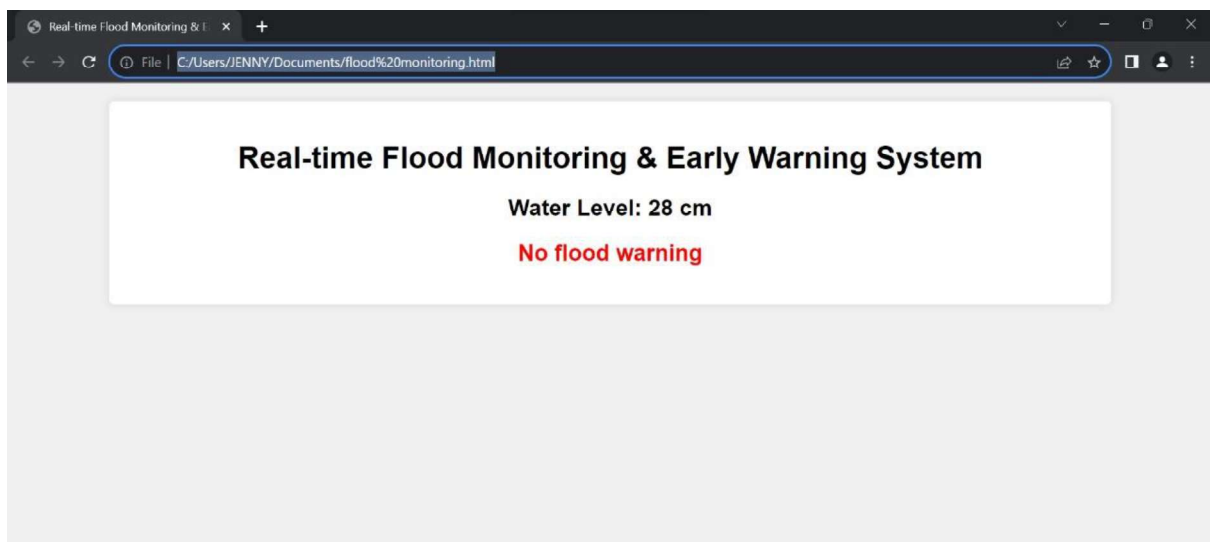 Real-time Flood Monitoring & E
File | C:/Users/JENNY/Documents/flood%20monitoring.html
Real-time Flood Monitoring & Early Warning System
Water Level: 28 cm
No flood warning